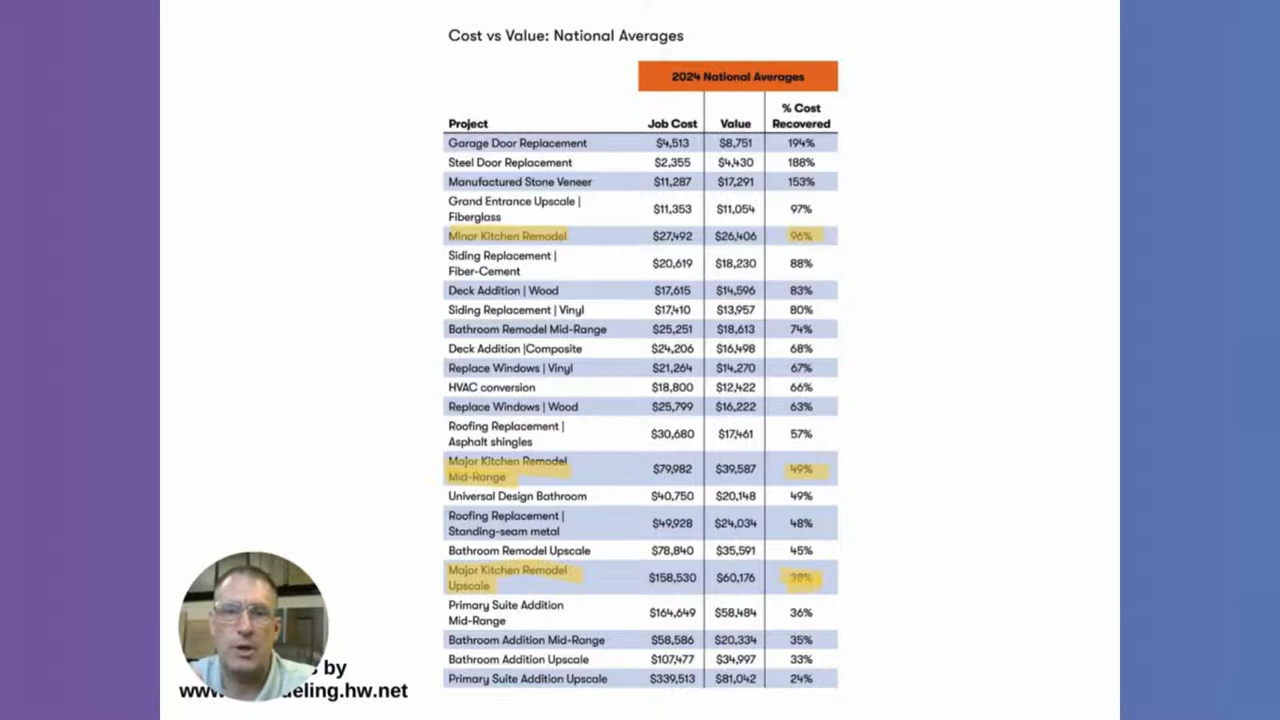 Cost vs Value: National Averages
2024 National Averages
Project Job Cost Value % Cost Recovered
Garage Door Replacement $4,513 $8,751 194%
Steel Door Replacement $2,355 $4,430 188%
Manufactured Stone Veneer $11,287 $17,291 153%
Grand Entrance Upscale |
Fiberglass $11,353 $11,054 97%
Minor Kitchen Remodel $27,492 $26,406 96%
Siding Replacement |
Fiber-Cement $20,619 $18,230 88%
Deck Addition | Wood $17,615 $14,596 83%
Siding Replacement | Vinyl $17,410 $13,957 80%
Bathroom Remodel Mid-Range $25,251 $18,613 74%
Deck Addition |Composite $24,206 $16,498 68%
Replace Windows | Vinyl $21,264 $14,270 67%
HVAC conversion $18,800 $12,422 66%
Replace Windows | Wood $25,799 $16,222 63%
Roofing Replacement |
Asphalt shingles $30,680 $17,461 57%
Major Kitchen Remodel
Mid-Range $79,982 $39,587 49%
Universal Design Bathroom $40,750 $20,148 49%
Roofing Replacement |
Standing-seam metal $49,928 $24,034 48%
Bathroom Remodel Upscale $78,840 $35,591 45%
Major Kitchen Remodel
Upscale $158,530 $60,176 38%
Primary Suite Addition
Mid-Range $164,649 $58,484 36%
Bathroom Addition Mid-Range $58,586 $20,334 35%
Bathroom Addition Upscale $107,477 $34,997 33%
Primary Suite Addition Upscale $339,513 $81,042 24%
by
www. deling.hw.net